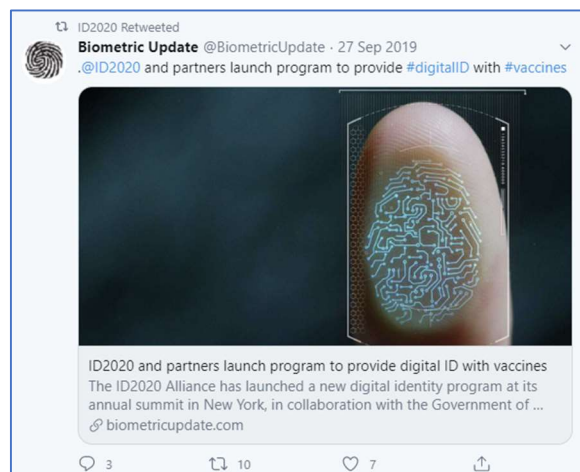 ID2020 Retweeted
Biometric Update @BiometricUpdate · 27 Sep 2019
.@ID2020 and partners launch program to provide #digitalID with #vaccines
ID2020 and partners launch program to provide digital ID with vaccines
The ID2020 Alliance has launched a new digital identity program at its
annual summit in New York, in collaboration with the Government of ...
biometricupdate.com
3 10 7